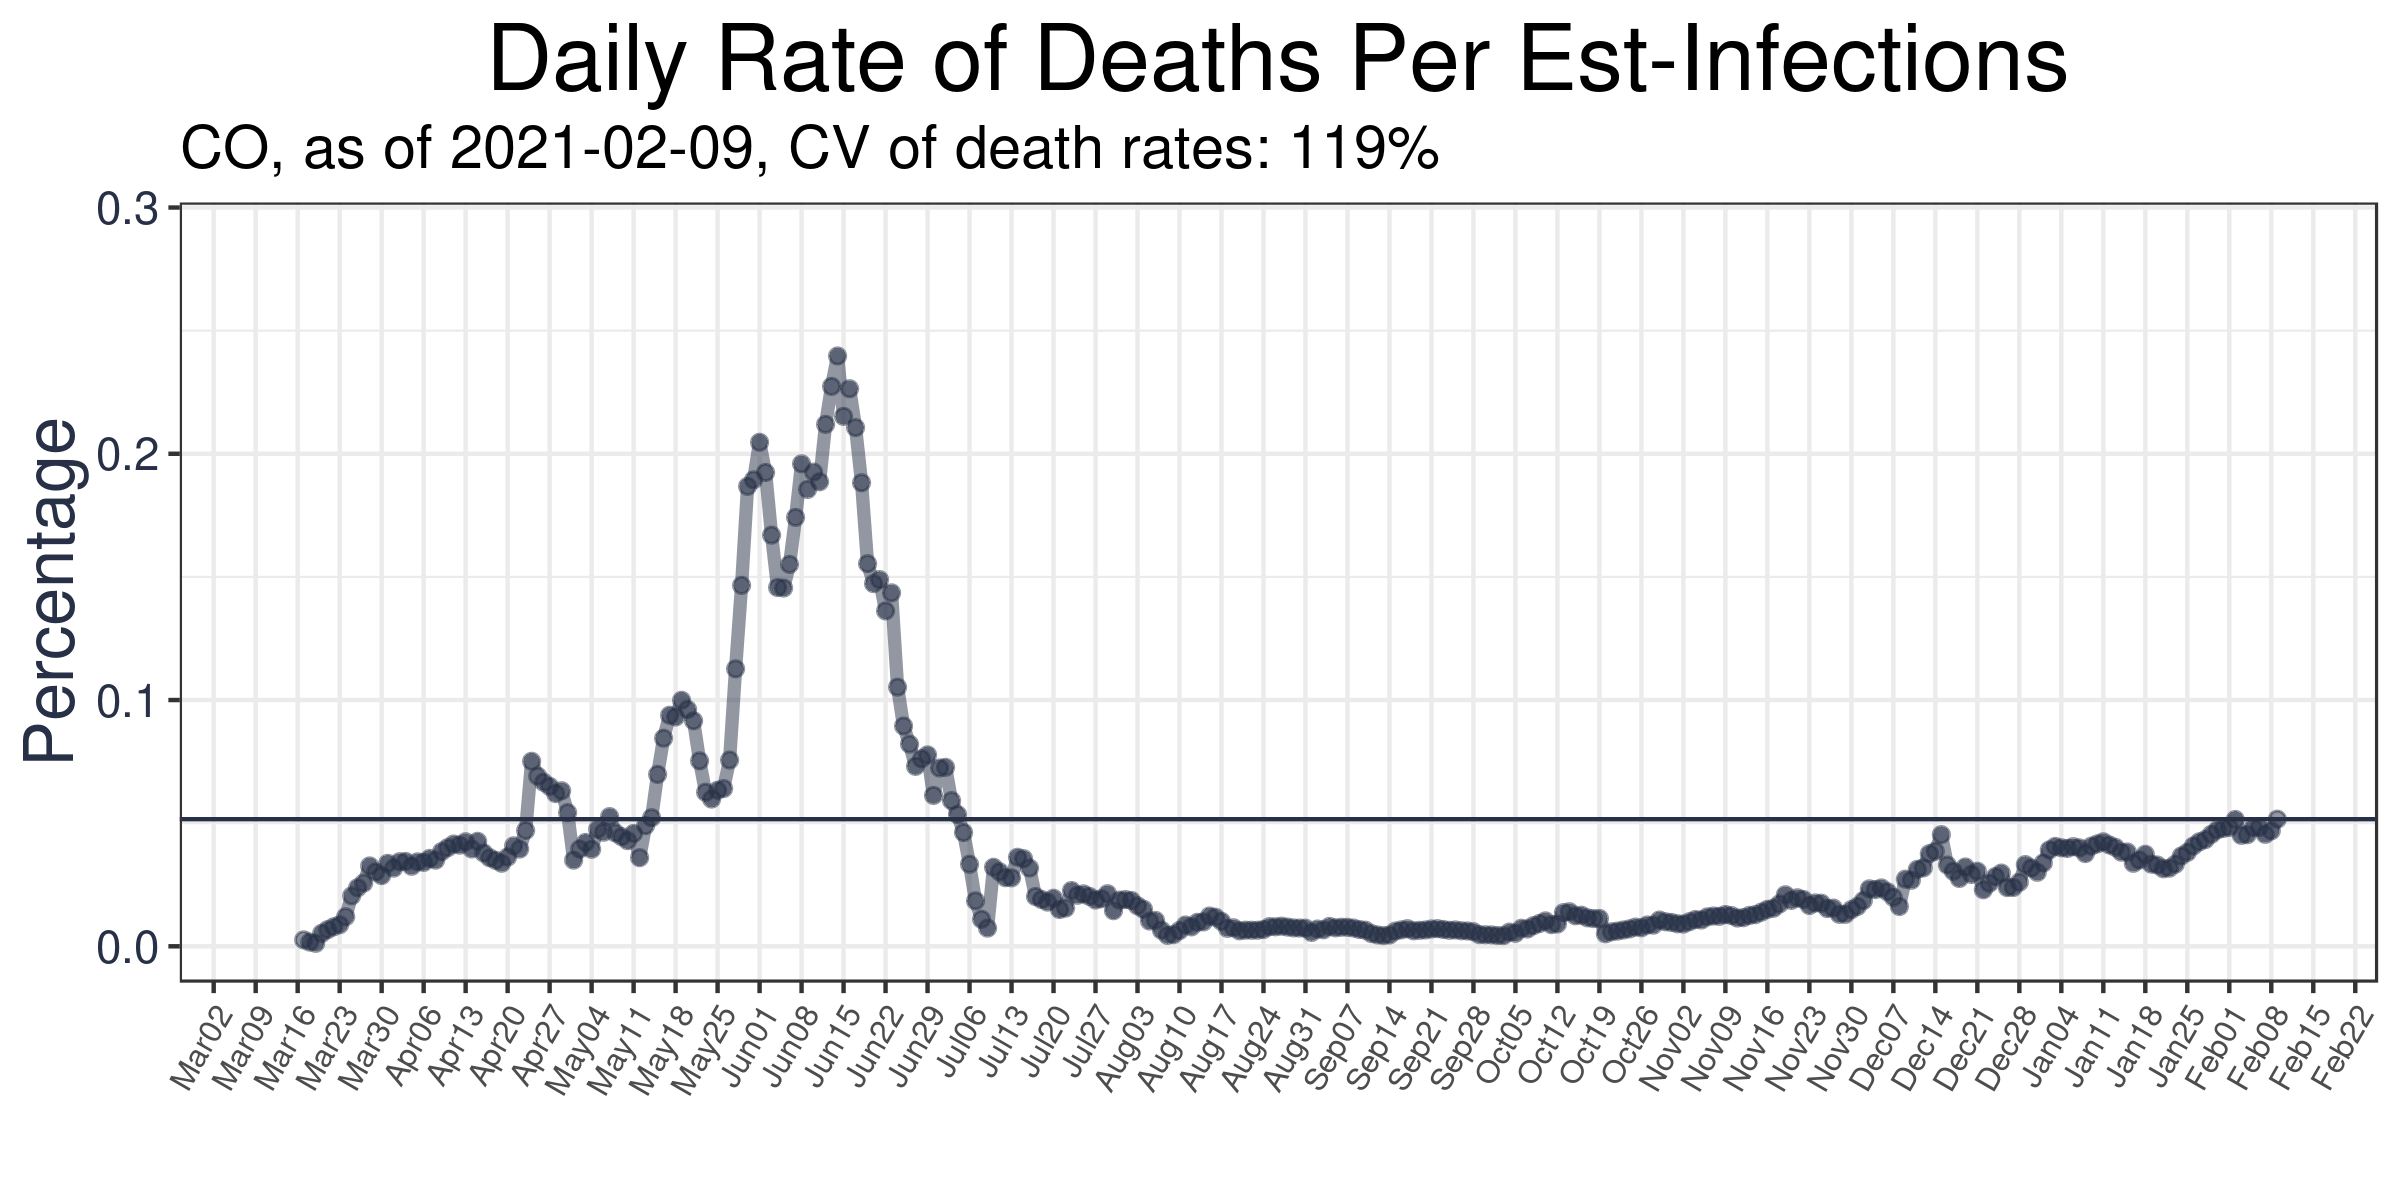 Daily Rate of Deaths Per Est-Infections
CO, as of 2021-02-09, CV of death rates: 119%
Percentage
0.3
0.2
0.1
0.0
Mar02
Mar09
Mar16
Mar23
Mar30
Apr06
Apr13
Apr20
Apr27
May04
May11
May18
May25
Jun01
Jun08
Jun15
Jun22
Jun29
Jul06
Jul13
Jul20
Jul27
Aug03
Aug10
Aug17
Aug24
Aug31
Sep07
Sep14
Sep21
Sep28
Oct05
Oct12
Oct19
Oct26
Nov02
Nov09
Nov16
Nov23
Nov30
Dec07
Dec14
Dec21
Dec28
Jan04
Jan11
Jan18
Jan25
Feb01
Feb08
Feb15
Feb22